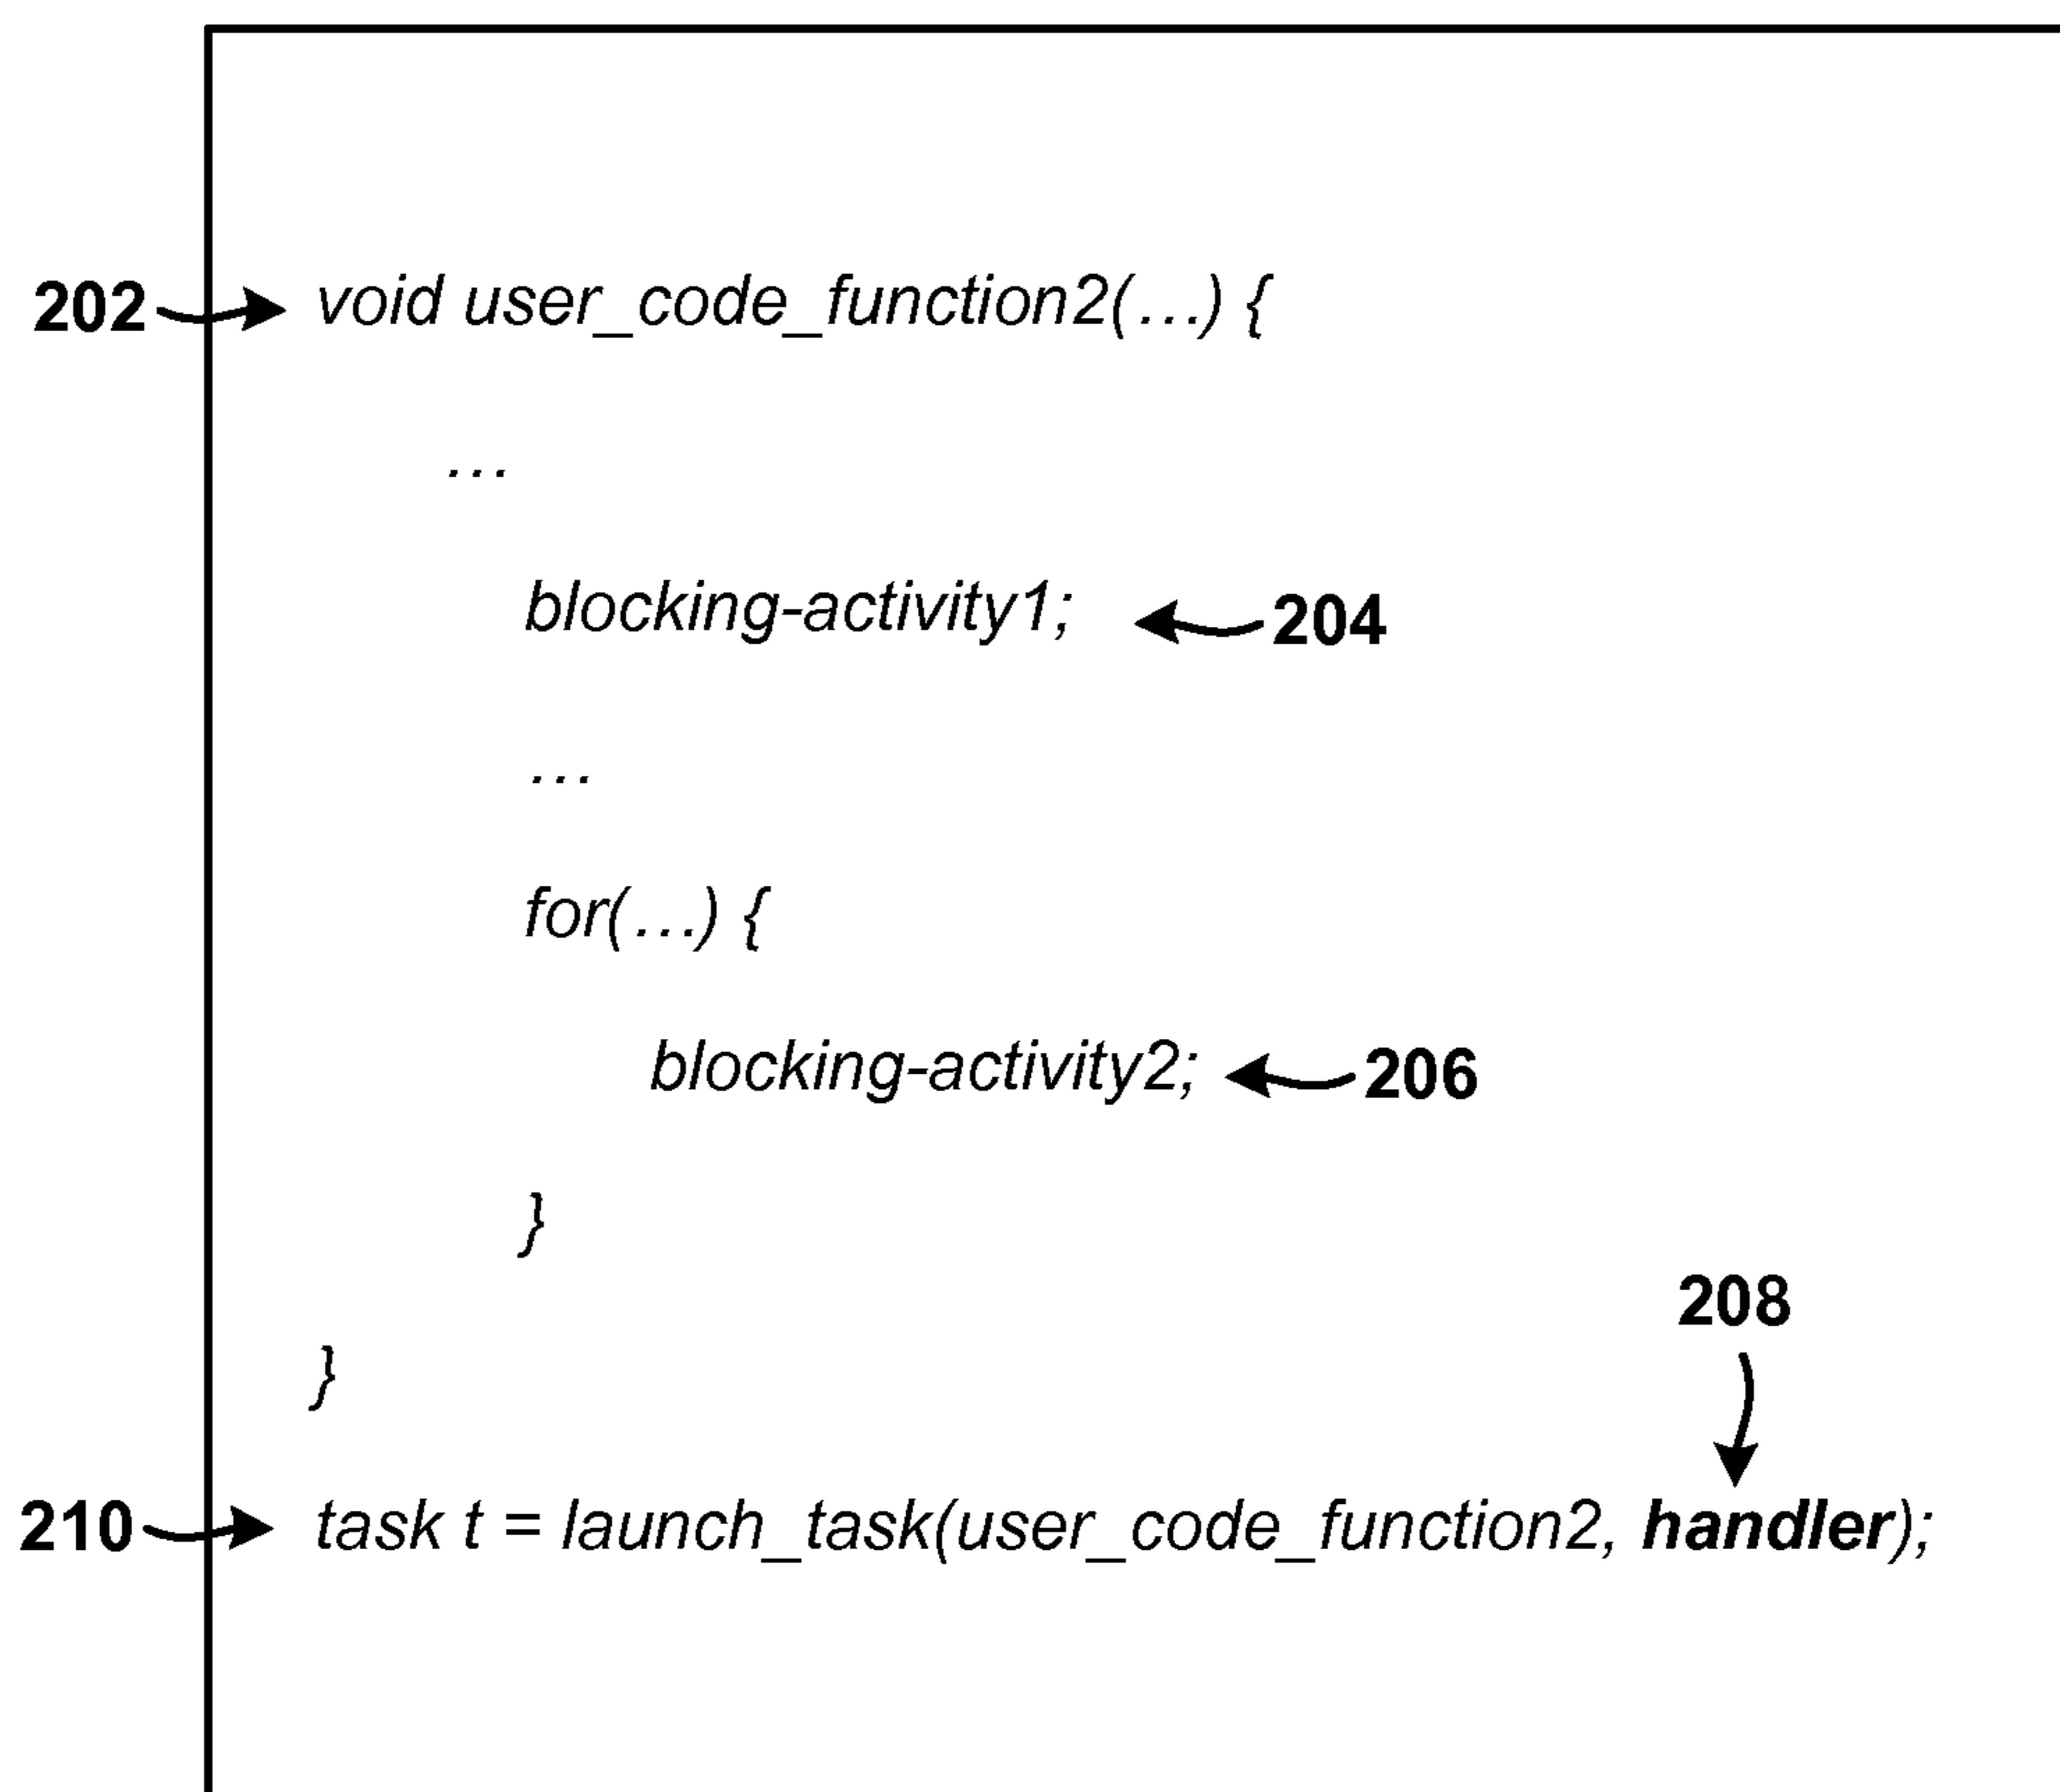 202 void user_code_function2(...) {
...
blocking-activity1; 204
...
for(...) {
blocking-activity2; 206
}
208
}
210 task t = launch_task(user_code_function2, handler);